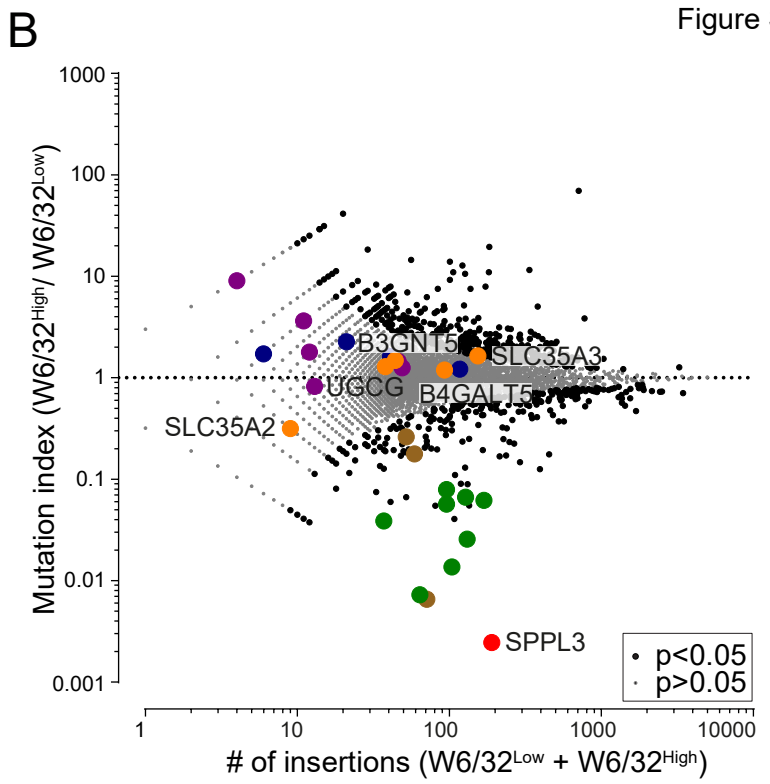 B
Figure
1000
100
10
1
0.1
0.01
0.001
Mutation index (W6/32High/ W6/32Low)
B3GNT5
SLC35A3
UGCG
B4GALT5
SLC35A2
SPPL3
p<0.05
p>0.05
1 10 100 1000 10000
# of insertions (W6/32Low + W6/32High)